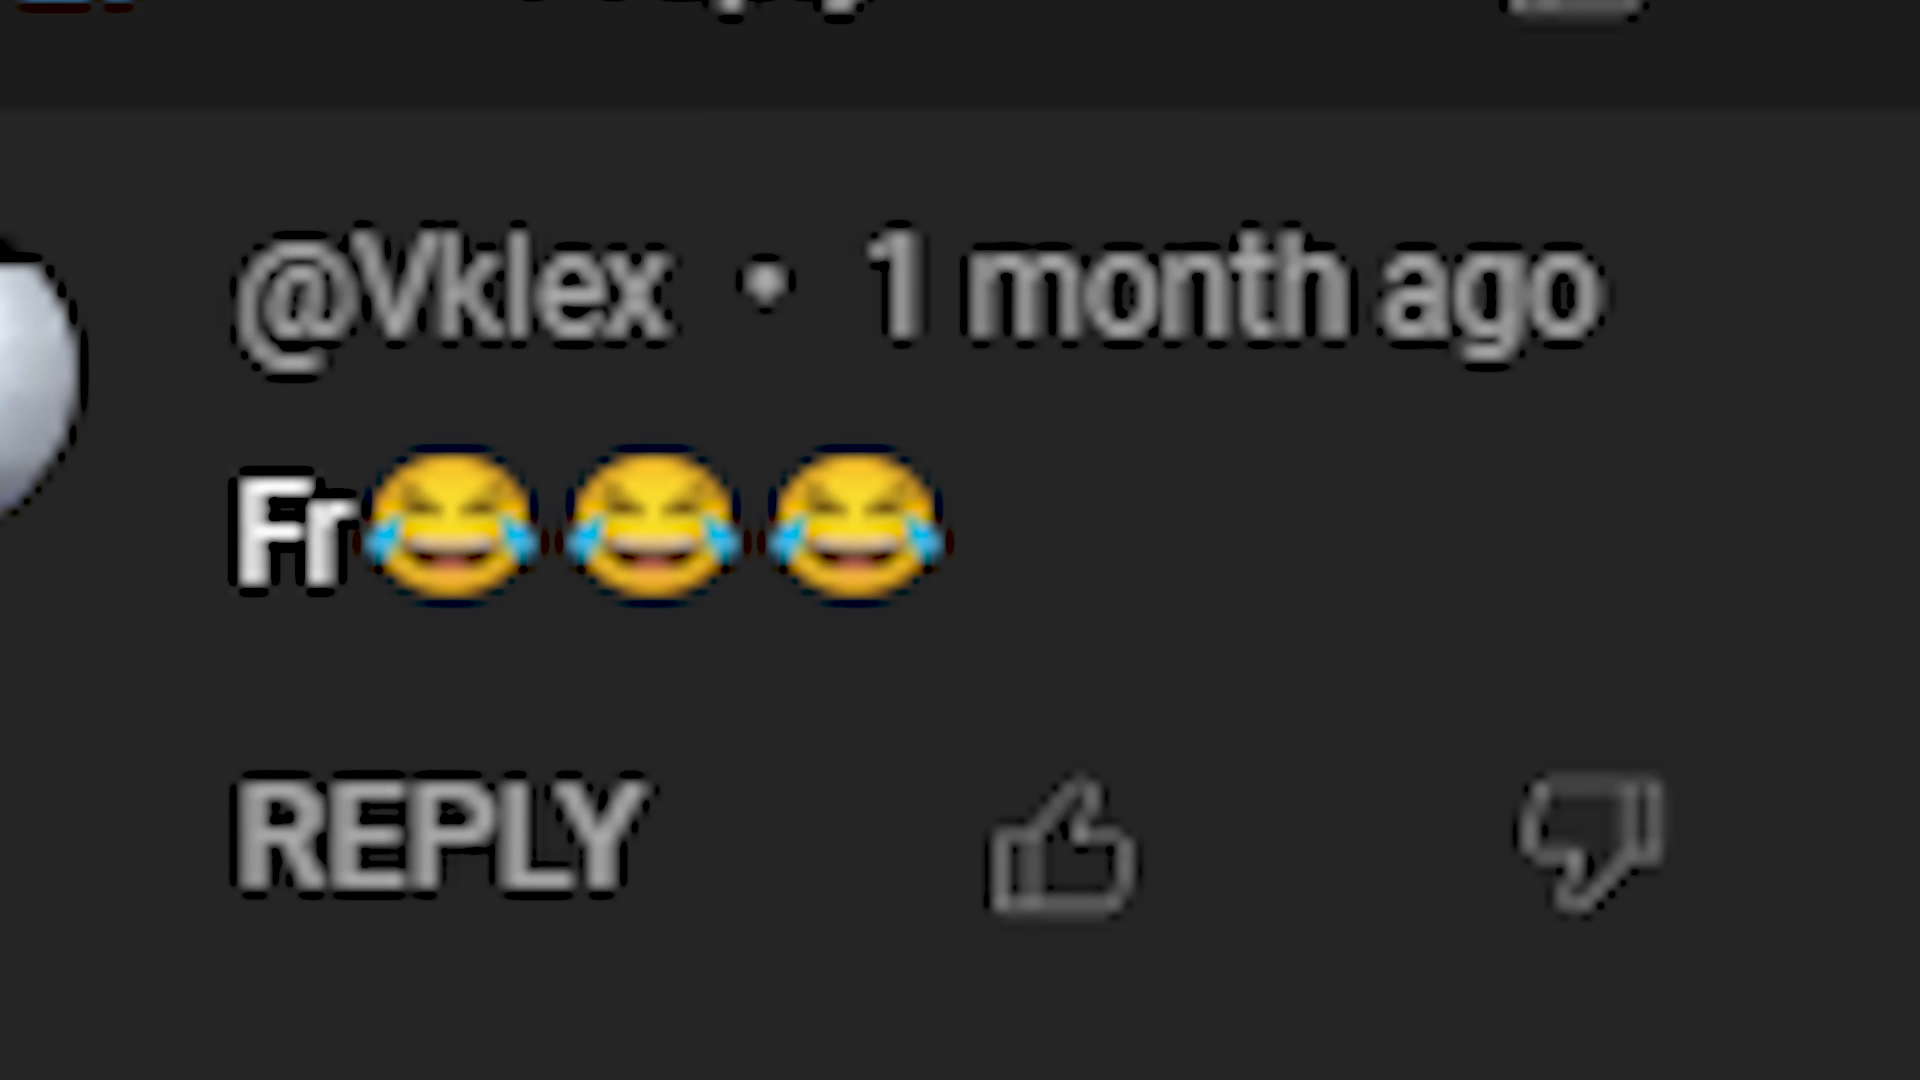 @Vklex • 1 month ago
Fr😂😂😂
REPLY